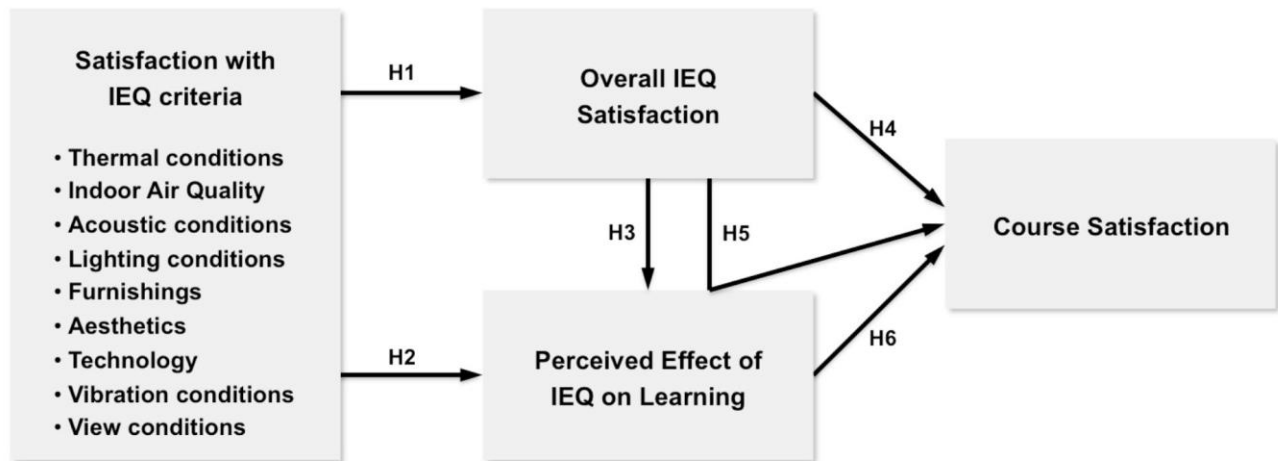 Satisfaction with
IEQ criteria
• Thermal conditions
• Indoor Air Quality
• Acoustic conditions
• Lighting conditions
• Furnishings
• Aesthetics
• Technology
• Vibration conditions
• View conditions
H1
H2
Overall IEQ
Satisfaction
H3
H5
Perceived Effect of
IEQ on Learning
H4
H6
Course Satisfaction